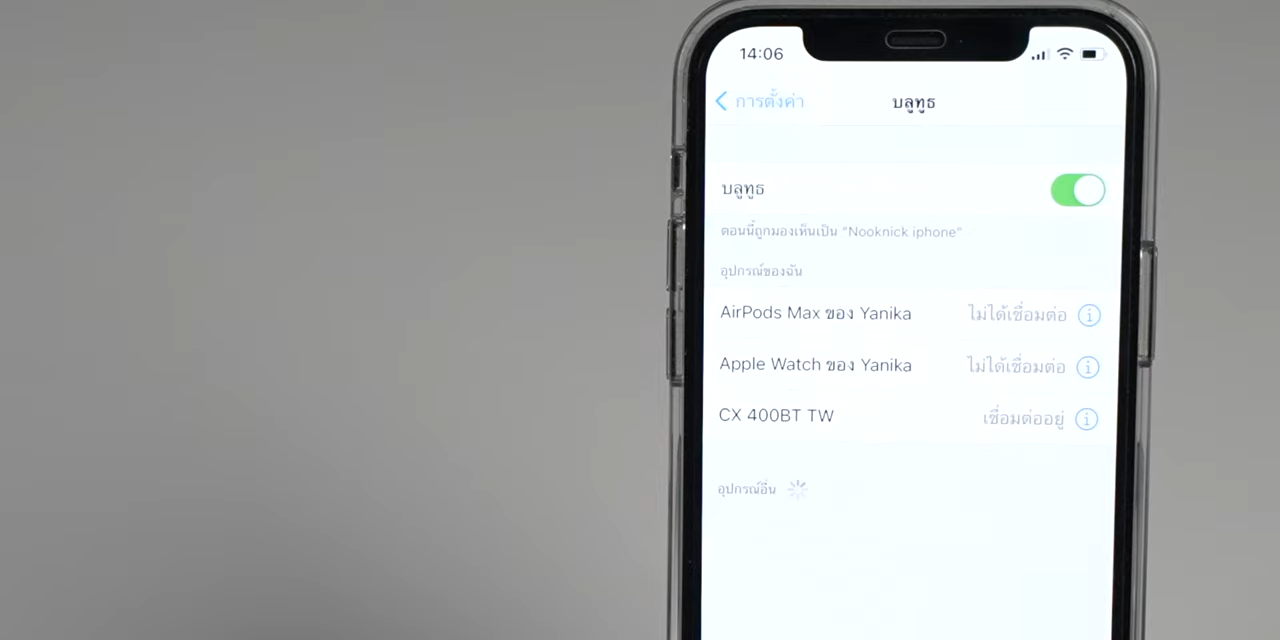 14:06
การตั้งค่า บลูทูธ
บลูทูธ
ตอนนี้ถูกมองเห็นเป็น “Nooknick iphone”
อุปกรณ์ของฉัน
AirPods Max ของ Yanika ไม่ได้เชื่อมต่อ
Apple Watch ของ Yanika ไม่ได้เชื่อมต่อ
CX 400BT TW เชื่อมต่ออยู่
อุปกรณ์อื่น